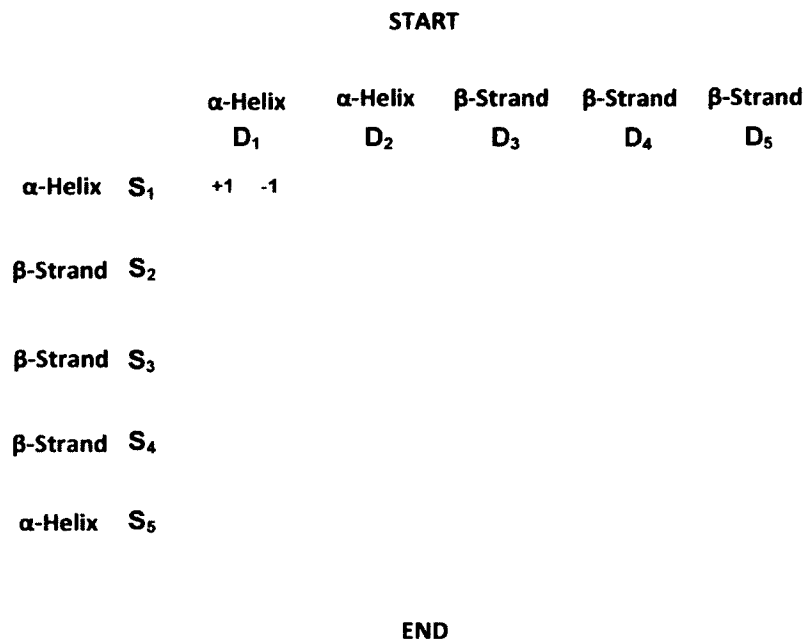 START
α-Helix α-Helix β-Strand β-Strand β-Strand
D₁ D₂ D₃ D₄ D₅
α-Helix S₁ +1 -1
β-Strand S₂
β-Strand S₃
β-Strand S₄
α-Helix S₅
END